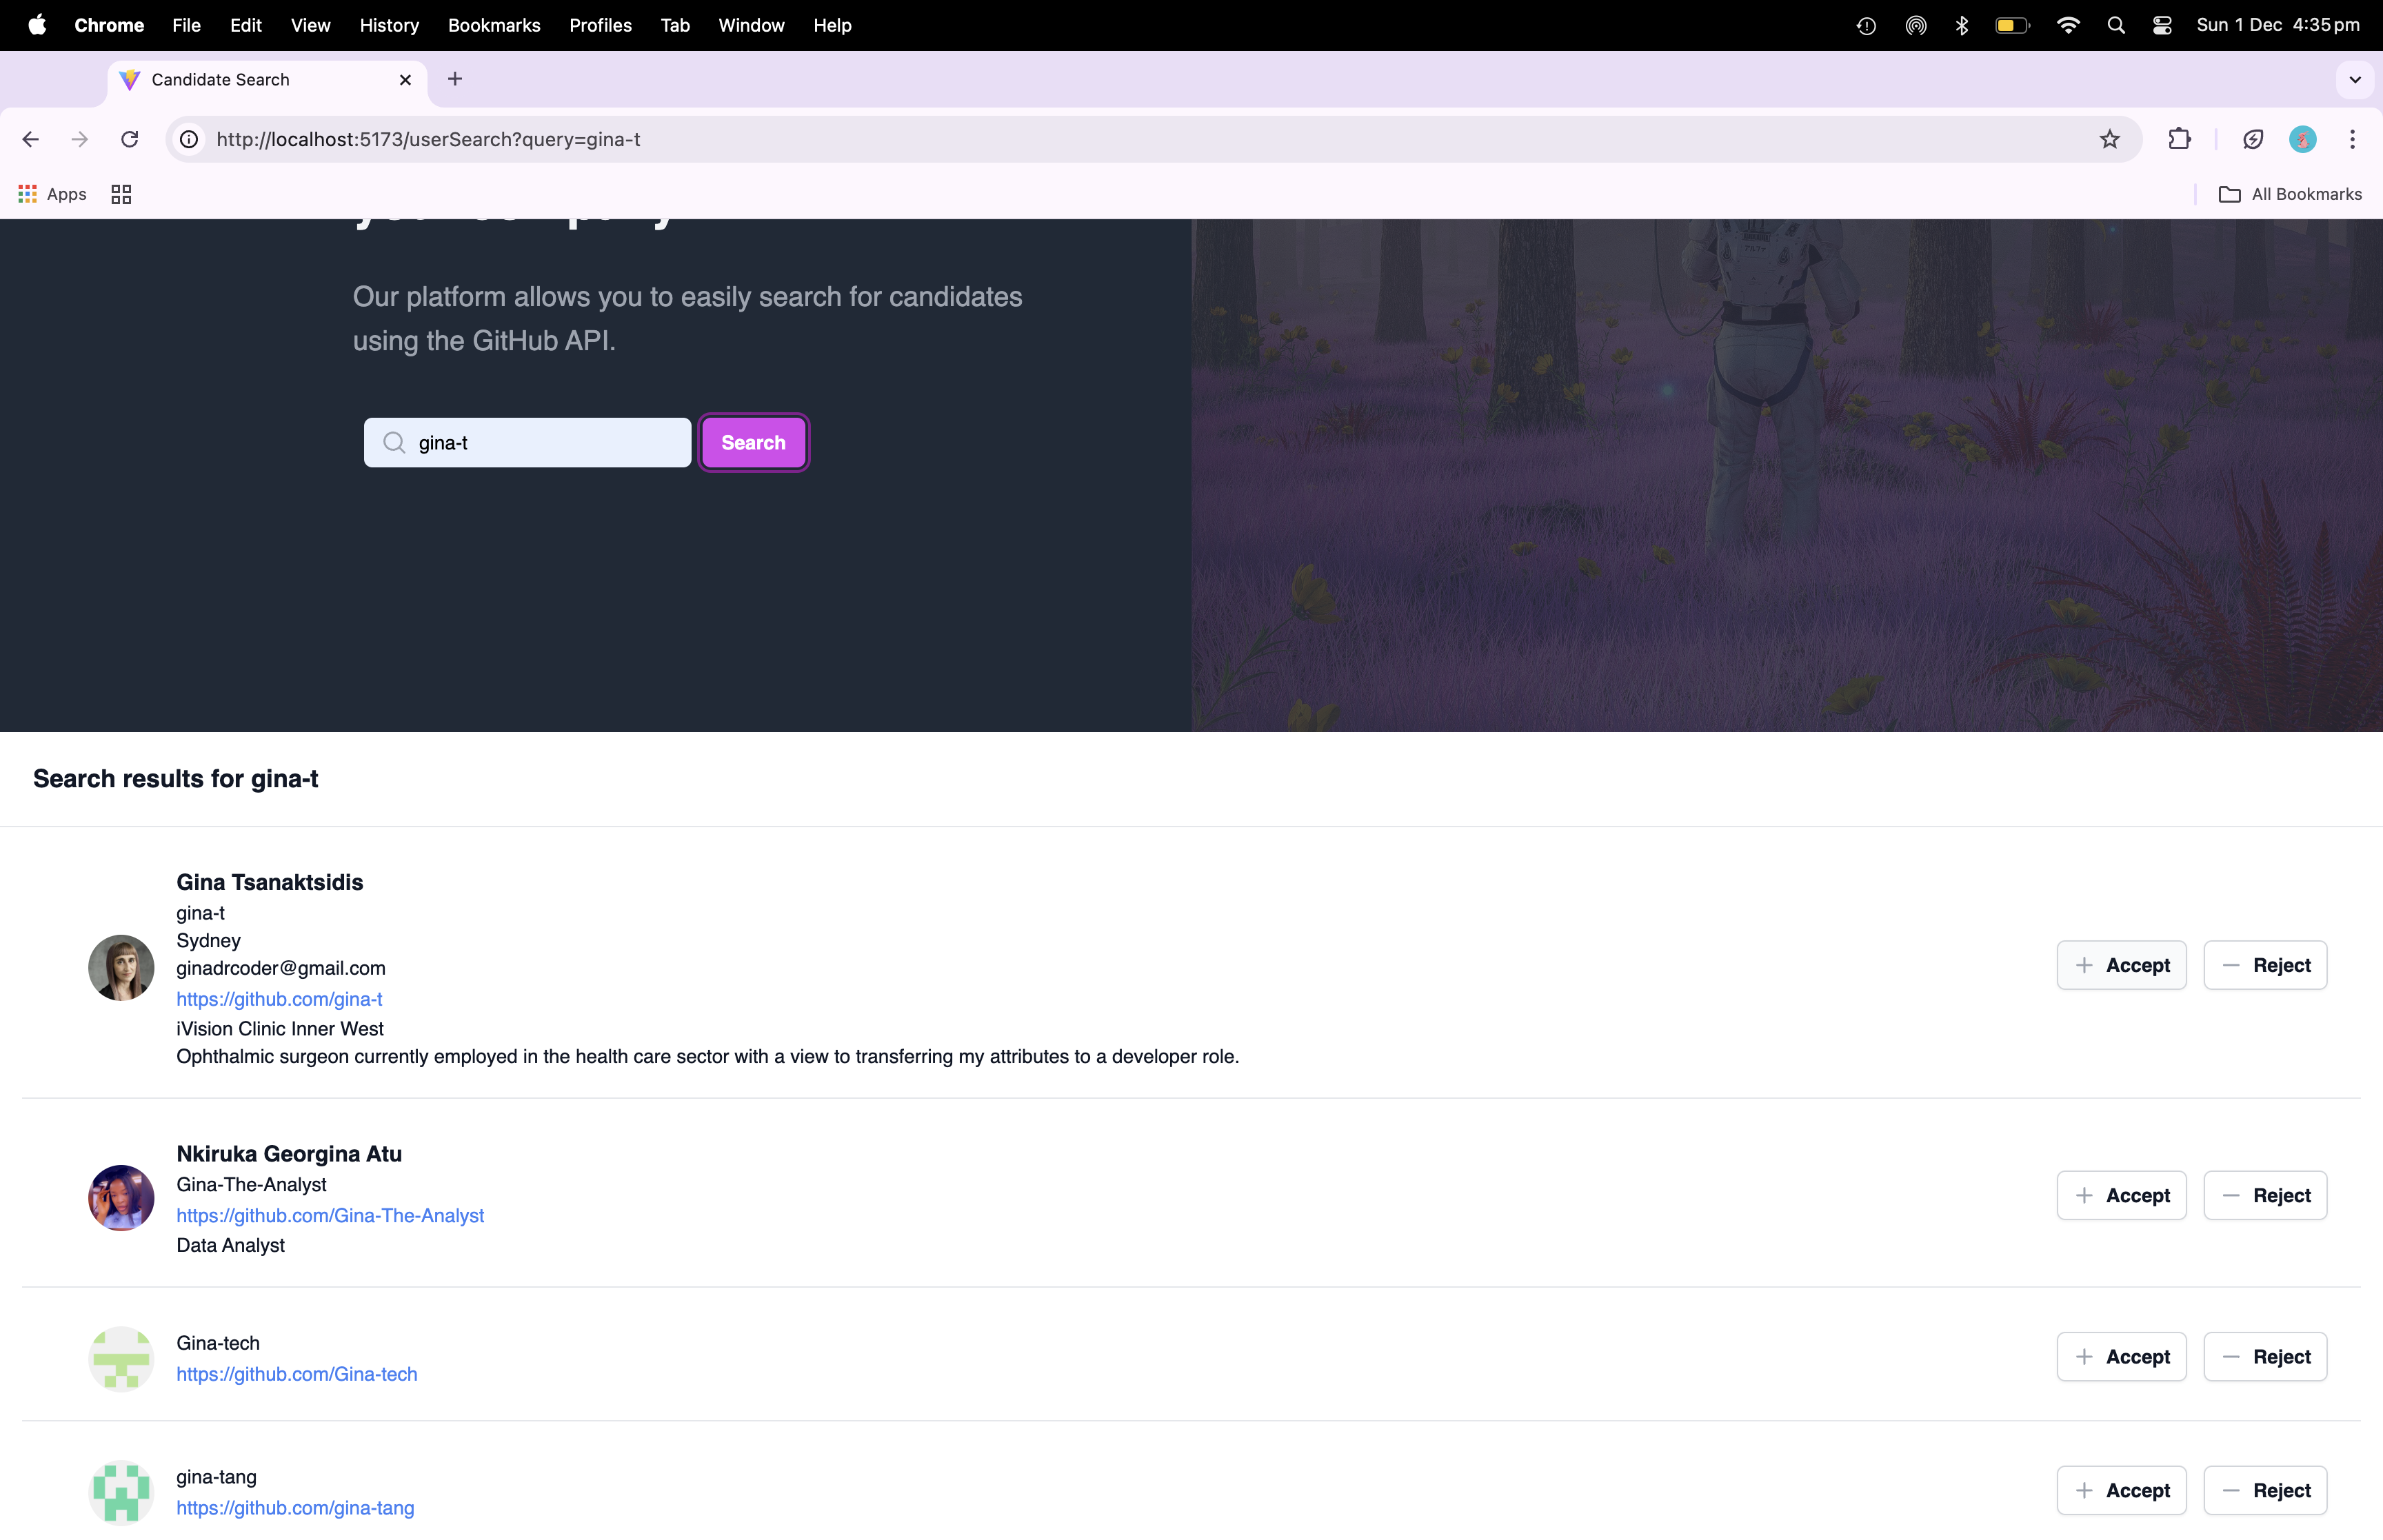 Chrome File Edit View History Bookmarks Profiles Tab Window Help Sun 1 Dec 4:35 pm
Candidate Search
http://localhost:5173/userSearch?query=gina-t
Apps All Bookmarks
Our platform allows you to easily search for candidates
using the GitHub API.
gina-t Search
Search results for gina-t
Gina Tsanaktsidis
gina-t
Sydney
ginadrcoder@gmail.com
Accept Reject
https://github.com/gina-t
iVision Clinic Inner West
Ophthalmic surgeon currently employed in the health care sector with a view to transferring my attributes to a developer role.
Nkiruka Georgina Atu
Gina-The-Analyst
Accept Reject
https://github.com/Gina-The-Analyst
Data Analyst
Gina-tech
Accept Reject
https://github.com/Gina-tech
gina-tang
Accept Reject
https://github.com/gina-tang